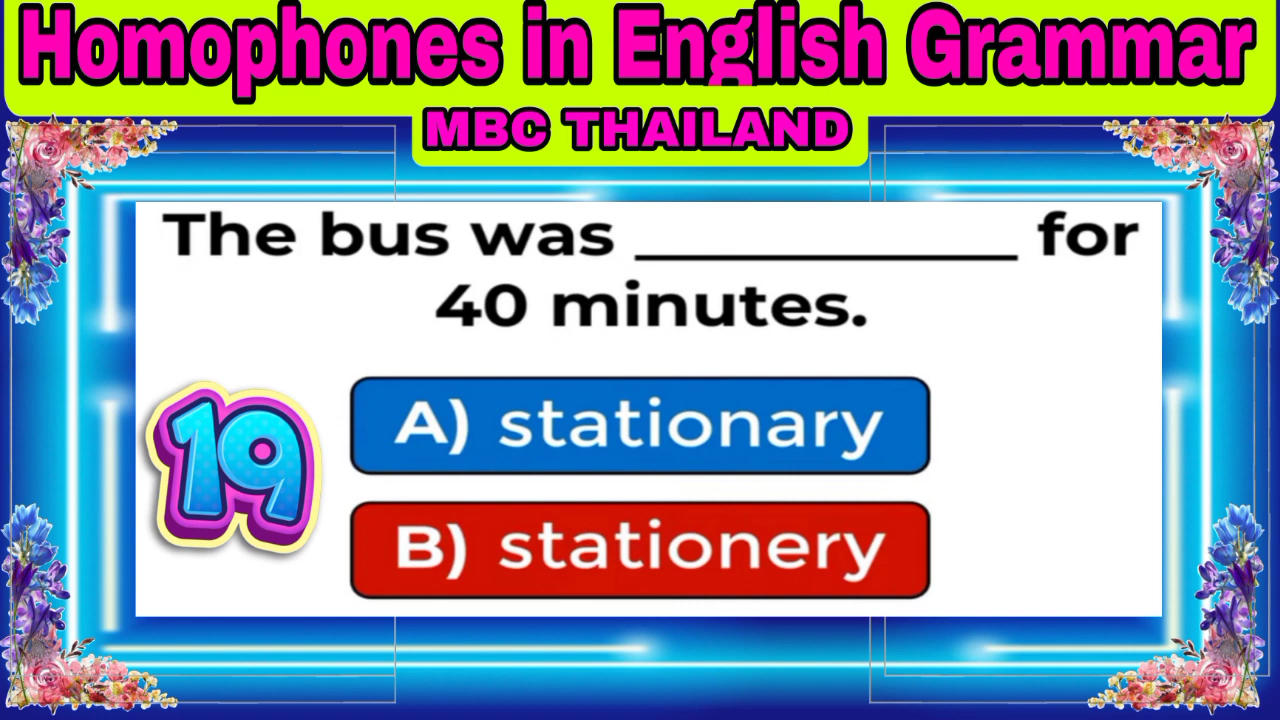 Homophones in English Grammar
MBC THAILAND
The bus was ____________ for
40 minutes.
19
A) stationary
B) stationery